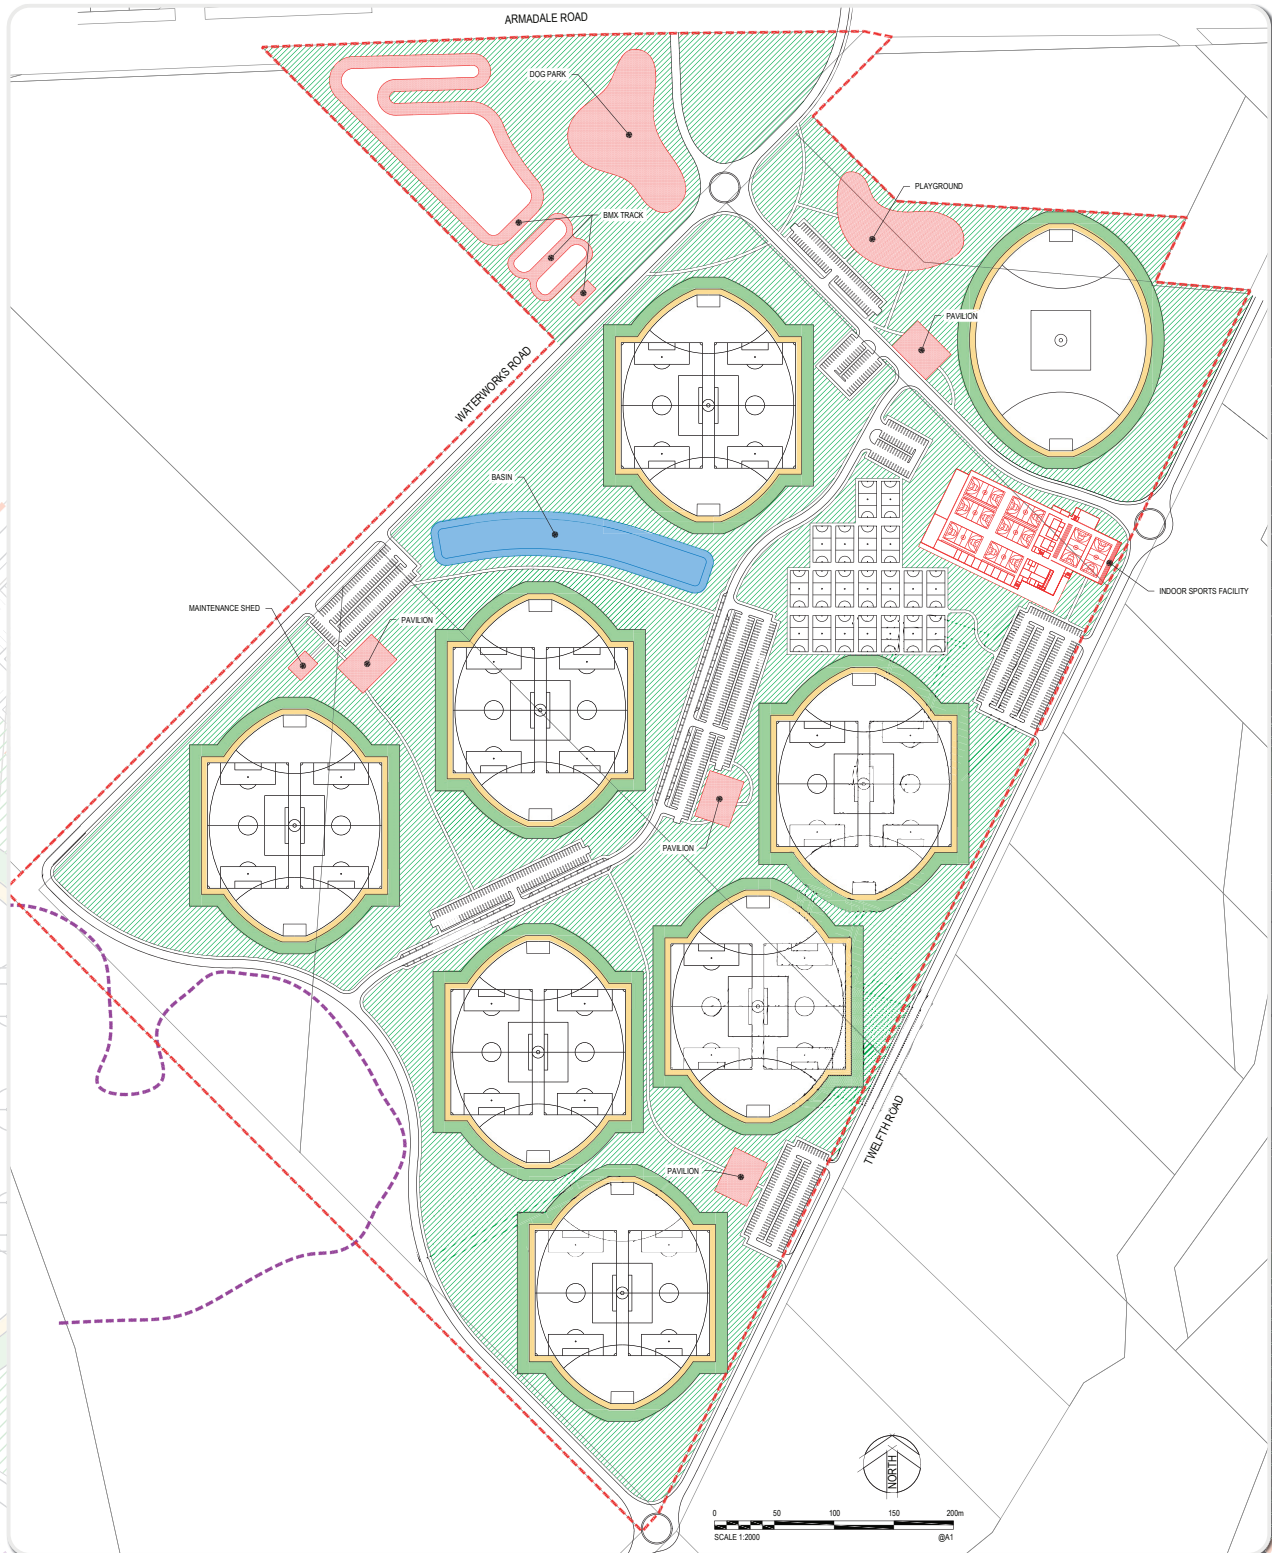 ARMADALE ROAD
DOG PARK
PLAYGROUND
BMX TRACK
PAVILION
WATERWORKS ROAD
BASIN
INDOOR SPORTS FACILITY
MAINTENANCE SHED
PAVILION
PAVILION
TWELFTH ROAD
PAVILION
NORTH
0 50 100 150 200m
SCALE 1:2000 @A1